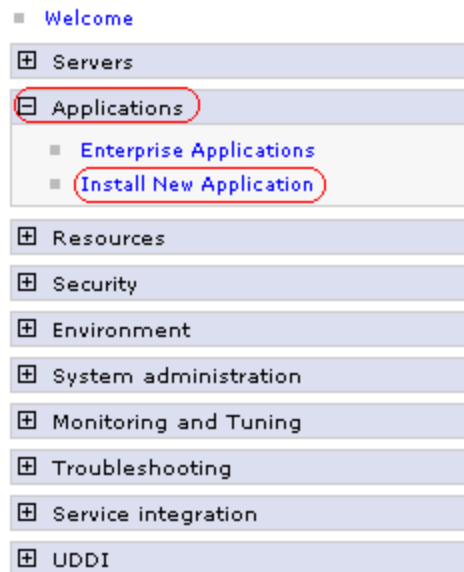 Welcome
Servers
Applications
Enterprise Applications
Install New Application
Resources
Security
Environment
System administration
Monitoring and Tuning
Troubleshooting
Service integration
UDDI